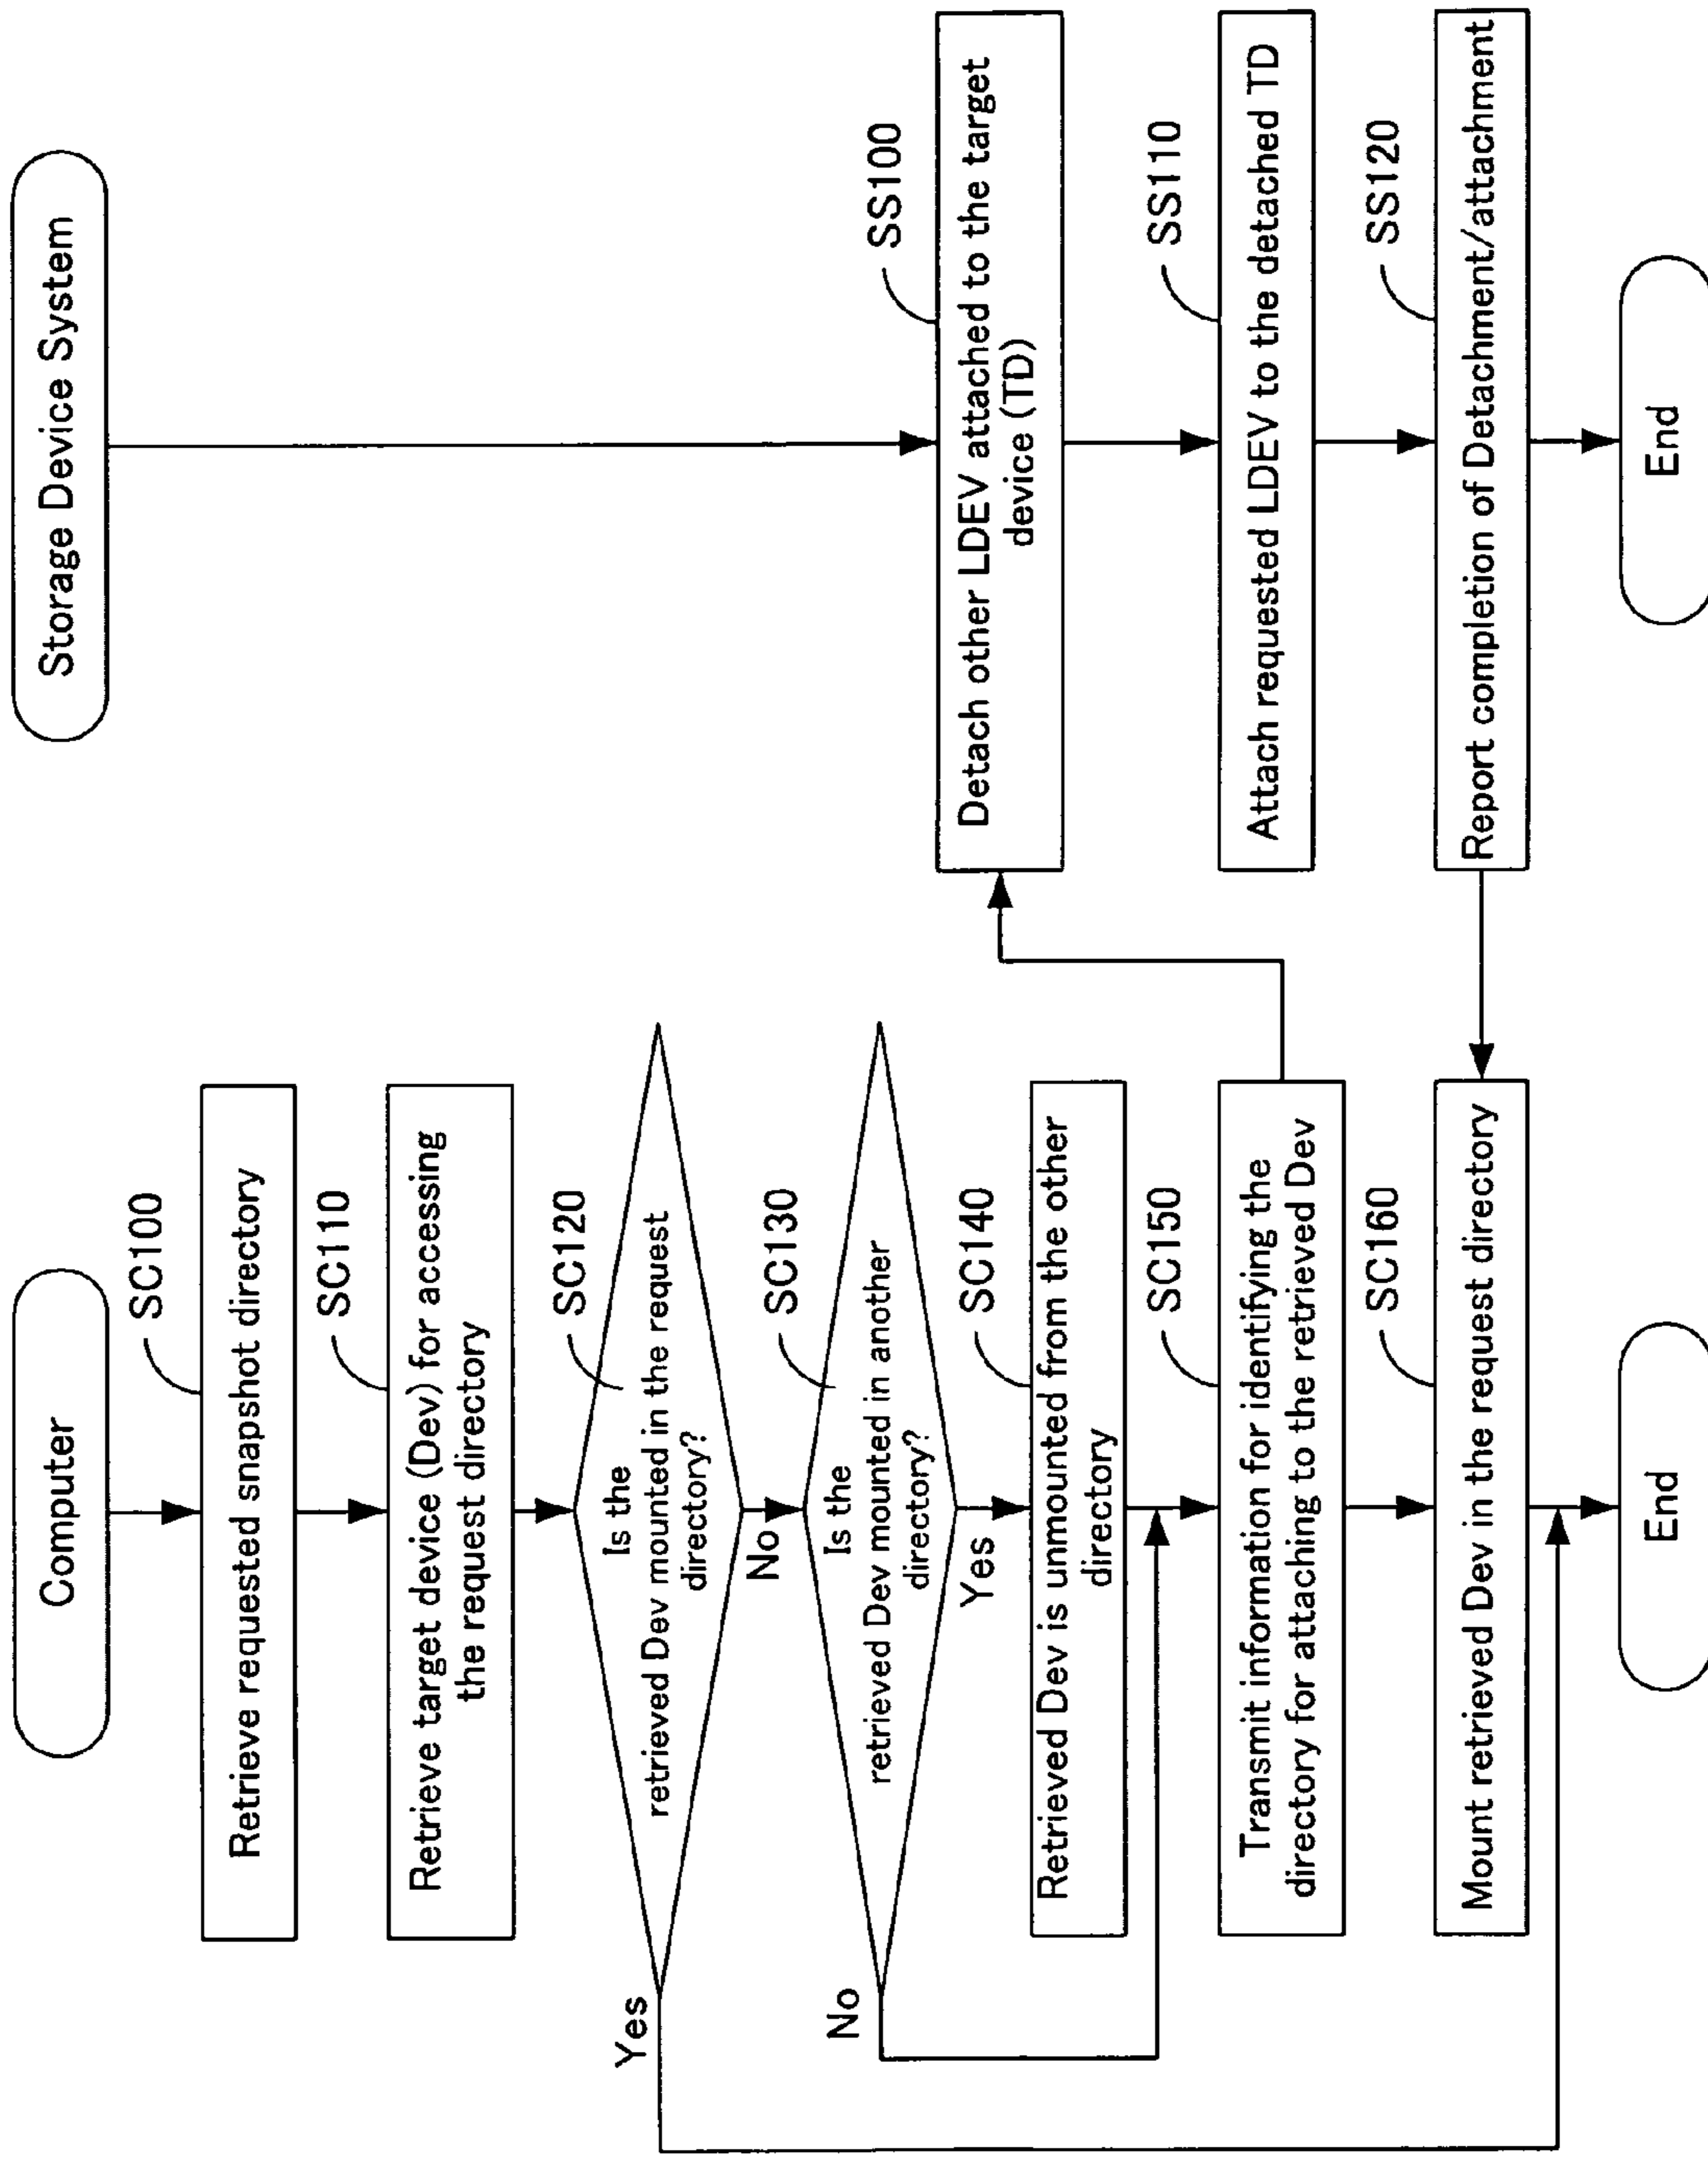 Computer
SC100
Retrieve requested snapshot directory
SC110
Retrieve target device (Dev) for accessing
the request directory
SC120
Is the
retrieved Dev mounted in the request
directory?
Yes
No
SC130
Is the
retrieved Dev mounted in another
directory?
No
Yes
SC140
Retrieved Dev is unmounted from the other
directory
SC150
Transmit information for identifying the
directory for attaching to the retrieved Dev
SC160
Mount retrieved Dev in the request directory
End
Storage Device System
SS100
Detach other LDEV attached to the target
device (TD)
SS110
Attach requested LDEV to the detached TD
SS120
Report completion of Detachment/attachment
End